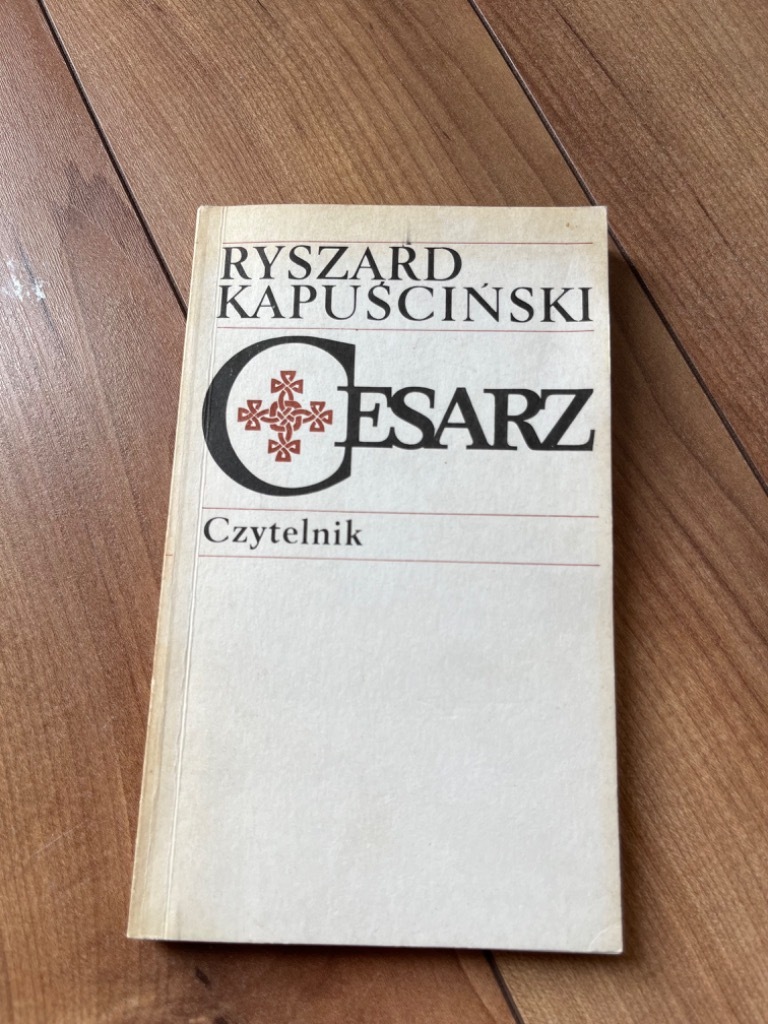 RYSZARD
KAPUŚCIŃSKI
CESARZ
Czytelnik